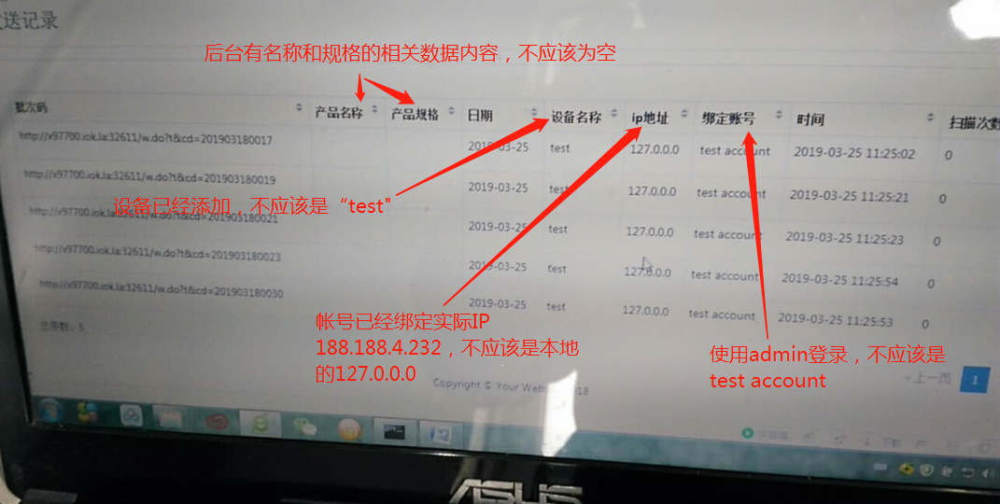 送记录
后台有名称和规格的相关数据内容，不应该为空
批次码 产品名称 产品规格 日期 设备名称 ip地址 绑定账号 时间 扫描次数
http://x97700.iok.la:32611/w.do?t&cd=201903180017 2019-03-25 test 127.0.0.0 test account 2019-03-25 11:25:02 0
http://x97700.iok.la:32611/w.do?t&cd=201903180019 2019-03-25 test 127.0.0.0 test account 2019-03-25 11:25:21 0
设备已经添加，不应该是“test"
http://x97700.iok.la:32611/w.do?t&cd=201903180021 2019-03-25 test 127.0.0.0 test account 2019-03-25 11:25:23 0
http://x97700.iok.la:32611/w.do?t&cd=201903180023 2019-03-25 test 127.0.0.0 test account 2019-03-25 11:25:54 0
http://x97700.iok.la:32611/w.do?t&cd=201903180030 2019-03-25 test 127.0.0.0 test account 2019-03-25 11:25:53 0
总条数：5
帐号已经绑定实际IP
188.188.4.232，不应该是本地
的127.0.0.0
使用admin登录，不应该是
test account
«上一页 1
Copyright © Your Website 2018
ASUS